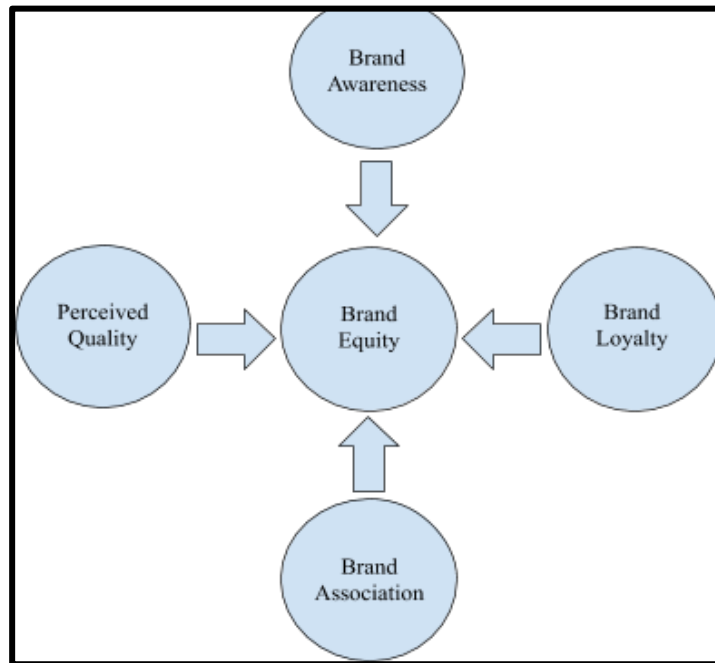 Brand
Awareness
Perceived
Quality
Brand
Equity
Brand
Loyalty
Brand
Association